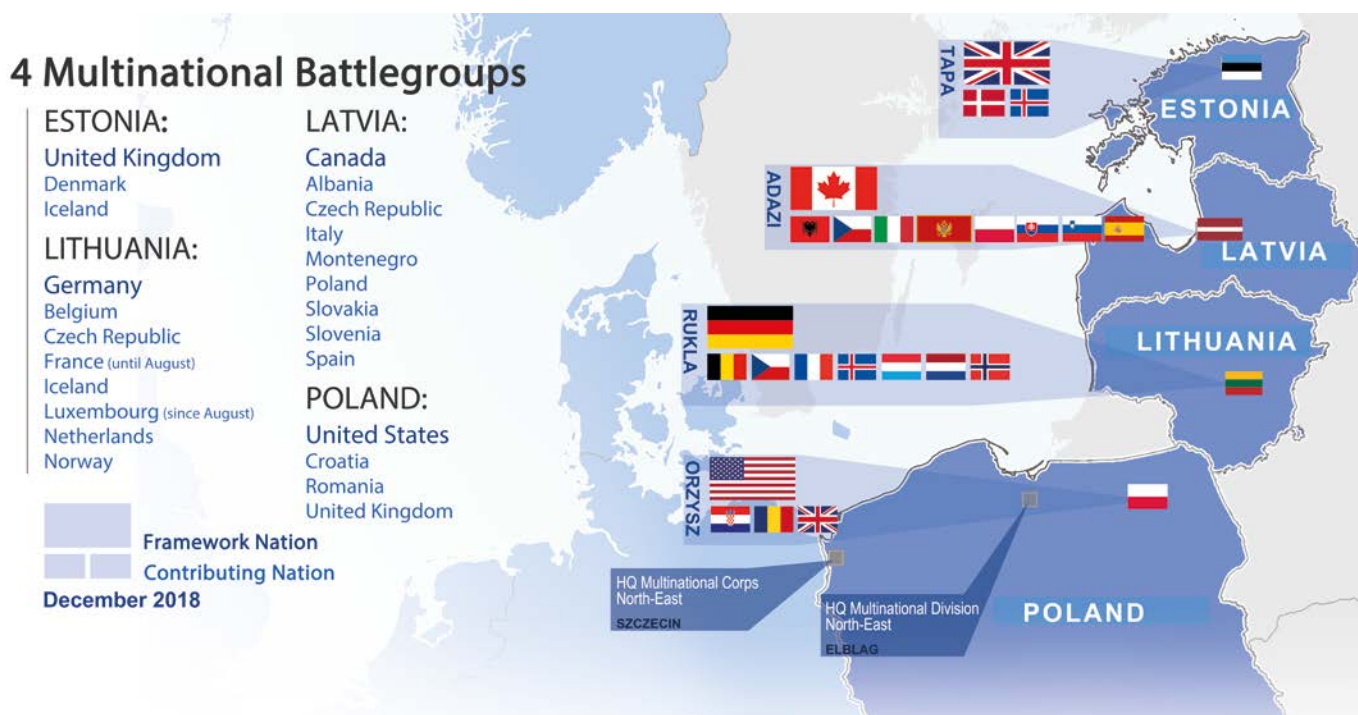 4 Multinational Battlegroups
ESTONIA:
United Kingdom
Denmark
Iceland
LITHUANIA:
Germany
Belgium
Czech Republic
France (until August)
Iceland
Luxembourg (since August)
Netherlands
Norway
LATVIA:
Canada
Albania
Czech Republic
Italy
Montenegro
Poland
Slovakia
Slovenia
Spain
POLAND:
United States
Croatia
Romania
United Kingdom
Framework Nation
Contributing Nation
December 2018
TAPA
ESTONIA
ADAZI
LATVIA
RUKLA
LITHUANIA
ORZYSZ
HQ Multinational Corps
North-East
SZCZECIN
HQ Multinational Division
North-East
ELBLAG
POLAND